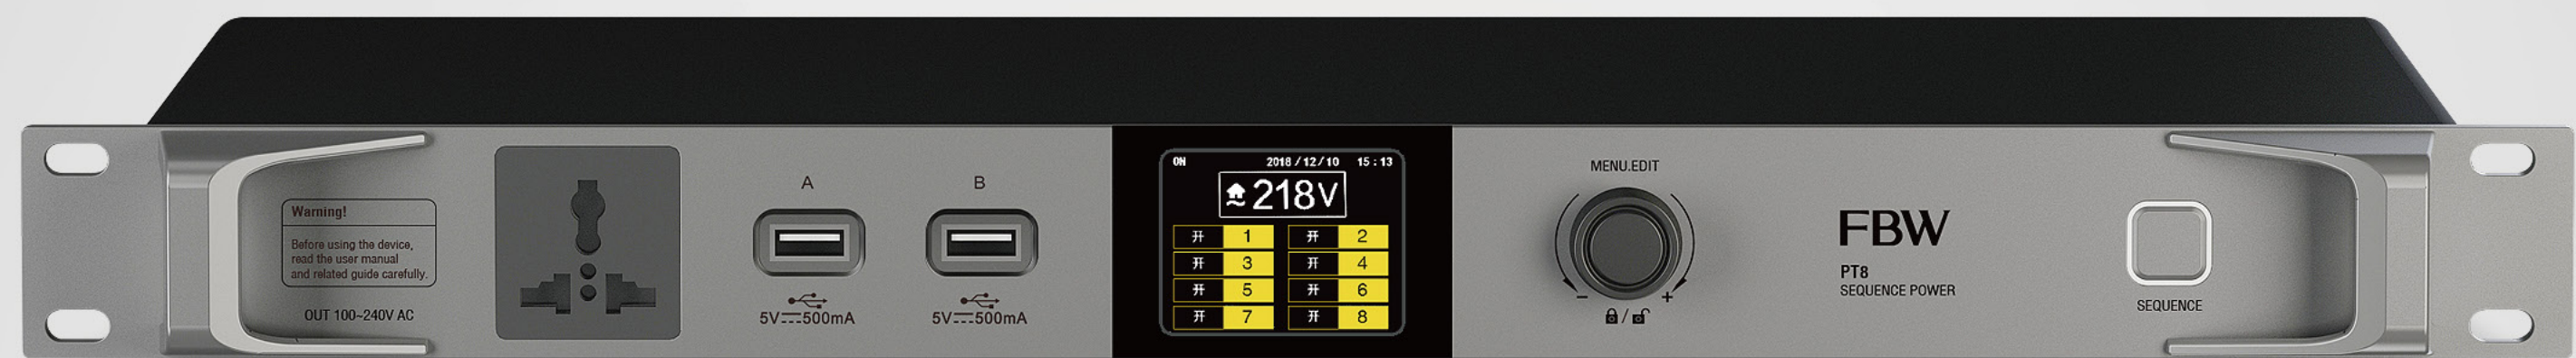 Warning!
Before using the device,
read the user manual
and related guide carefully.
OUT 100~240V AC
A
5V 500mA
B
5V 500mA
ON 2018/12/10 15:13
218V
开 1 开 2
开 3 开 4
开 5 开 6
开 7 开 8
MENU.EDIT
- +
/
FBW
PT8
SEQUENCE POWER
SEQUENCE